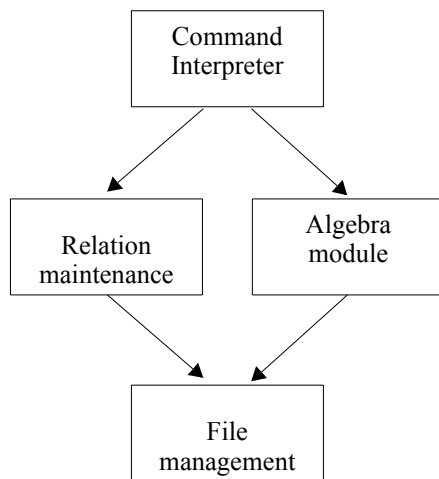 Command
Interpreter
Relation
maintenance
Algebra
module
File
management